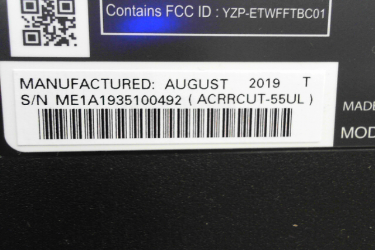 Contains FCC ID : YZP-ETWFFTBC01
MANUFACTURED: AUGUST 2019 T
S/N ME1A1935100492 ( ACRRCUT-55UL )
MADE
MOD